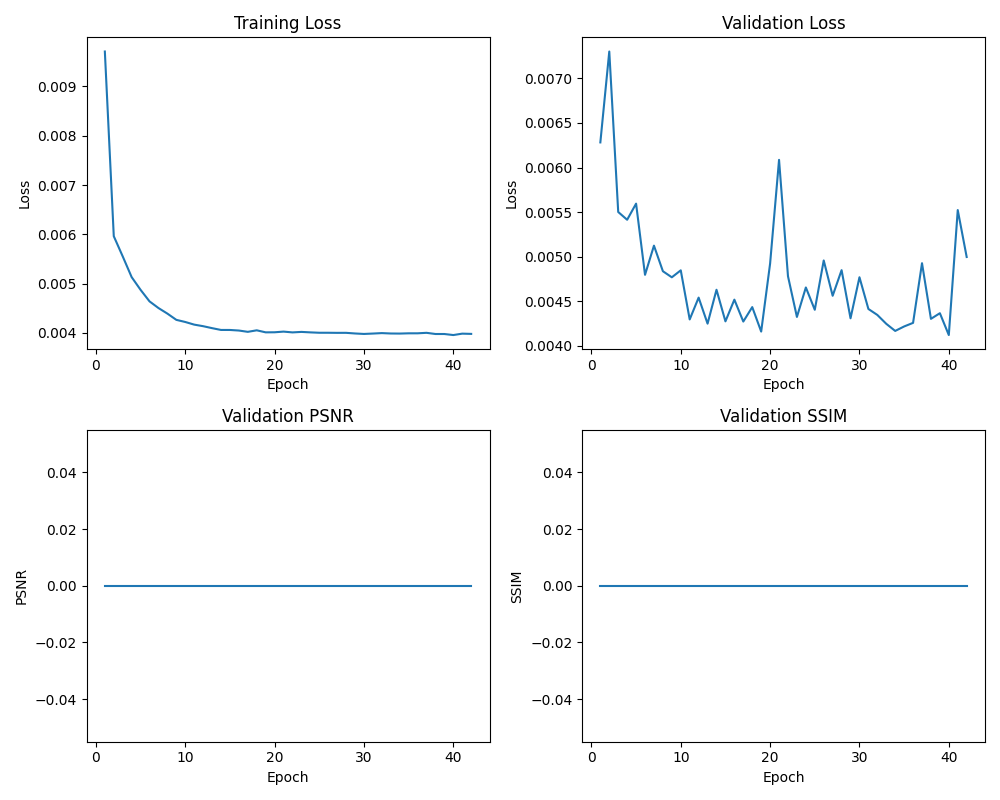 Training Loss
Loss
0.009
0.008
0.007
0.006
0.005
0.004
0 10 20 30 40
Epoch
Validation Loss
Loss
0.0070
0.0065
0.0060
0.0055
0.0050
0.0045
0.0040
0 10 20 30 40
Epoch
Validation PSNR
PSNR
0.04
0.02
0.00
−0.02
−0.04
0 10 20 30 40
Epoch
Validation SSIM
SSIM
0.04
0.02
0.00
−0.02
−0.04
0 10 20 30 40
Epoch